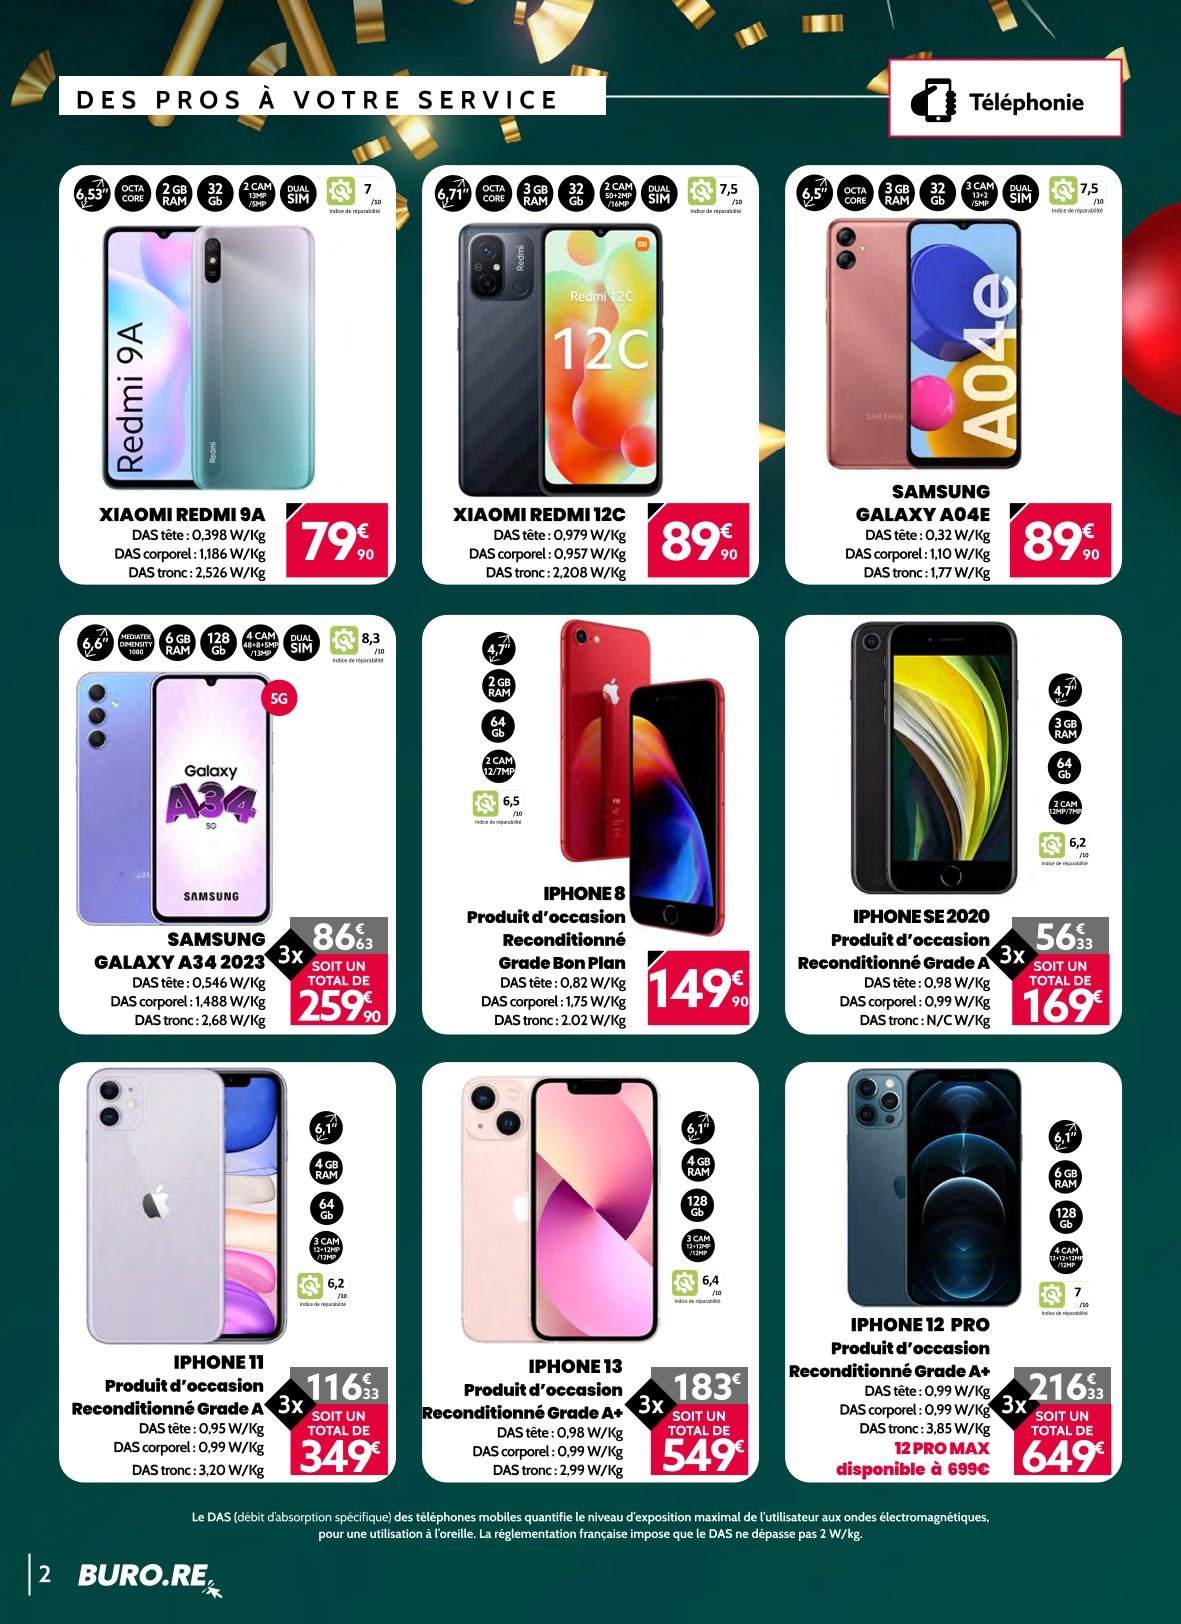 DES PROS À VOTRE SERVICE
Téléphonie
6,53"
OCTA CORE
2 GB RAM
32 Gb
2 CAM 13MP /5MP
DUAL SIM
7 /10
Indice de réparabilité
Redmi 9A
Redmi
XIAOMI REDMI 9A
DAS tête : 0,398 W/Kg
DAS corporel : 1,186 W/Kg
DAS tronc : 2,526 W/Kg
79€90
6,71"
OCTA CORE
3 GB RAM
32 Gb
2 CAM 50+2MP /16MP
DUAL SIM
7,5 /10
Indice de réparabilité
Redmi
Redmi 12C
12C
XIAOMI REDMI 12C
DAS tête : 0,979 W/Kg
DAS corporel : 0,957 W/Kg
DAS tronc : 2,208 W/Kg
89€90
6,5"
OCTA CORE
3 GB RAM
32 Gb
3 CAM 13+2 /5MP
DUAL SIM
7,5 /10
Indice de réparabilité
SAMSUNG
A04e
SAMSUNG
GALAXY A04E
DAS tête : 0,32 W/Kg
DAS corporel : 1,10 W/Kg
DAS tronc : 1,77 W/Kg
89€90
6,6"
MEDIATEK DIMENSITY 1080
6 GB RAM
128 Gb
4 CAM 48+8+5MP /13MP
DUAL SIM
8,3 /10
Indice de réparabilité
5G
Galaxy
A34
5G
SAMSUNG
SAMSUNG
GALAXY A34 2023
DAS tête : 0,546 W/Kg
DAS corporel : 1,488 W/Kg
DAS tronc : 2,68 W/Kg
3x
86€63
SOIT UN
TOTAL DE
259€90
4,7"
2 GB RAM
64 Gb
2 CAM 12/7MP
6,5 /10
Indice de réparabilité
IPHONE 8
Produit d'occasion
Reconditionné
Grade Bon Plan
DAS tête : 0,82 W/Kg
DAS corporel : 1,75 W/Kg
DAS tronc : 2.02 W/Kg
149€90
4,7"
3 GB RAM
64 Gb
2 CAM 12MP/7MP
6,2 /10
Indice de réparabilité
IPHONE SE 2020
Produit d'occasion
Reconditionné Grade A
DAS tête : 0,98 W/Kg
DAS corporel : 0,99 W/Kg
DAS tronc : N/C W/Kg
3x
56€33
SOIT UN
TOTAL DE
169€
6,1"
4 GB RAM
64 Gb
3 CAM 12+12MP /12MP
6,2 /10
Indice de réparabilité
IPHONE 11
Produit d'occasion
Reconditionné Grade A
DAS tête : 0,95 W/Kg
DAS corporel : 0,99 W/Kg
DAS tronc : 3,20 W/Kg
3x
116€33
SOIT UN
TOTAL DE
349€
6,1"
4 GB RAM
128 Gb
3 CAM 12+12MP /12MP
6,4 /10
Indice de réparabilité
IPHONE 13
Produit d'occasion
Reconditionné Grade A+
DAS tête : 0,98 W/Kg
DAS corporel : 0,99 W/Kg
DAS tronc : 2,99 W/Kg
3x
183€
SOIT UN
TOTAL DE
549€
6,1"
6 GB RAM
128 Gb
4 CAM 12+12+12MP /12MP
7 /10
Indice de réparabilité
IPHONE 12 PRO
Produit d'occasion
Reconditionné Grade A+
DAS tête : 0,99 W/Kg
DAS corporel : 0,99 W/Kg
DAS tronc : 3,85 W/Kg
12 PRO MAX
disponible à 699€
3x
216€33
SOIT UN
TOTAL DE
649€
Le DAS (débit d'absorption spécifique) des téléphones mobiles quantifie le niveau d'exposition maximal de l'utilisateur aux ondes électromagnétiques,
pour une utilisation à l'oreille. La réglementation française impose que le DAS ne dépasse pas 2 W/kg.
2
BURO.RE